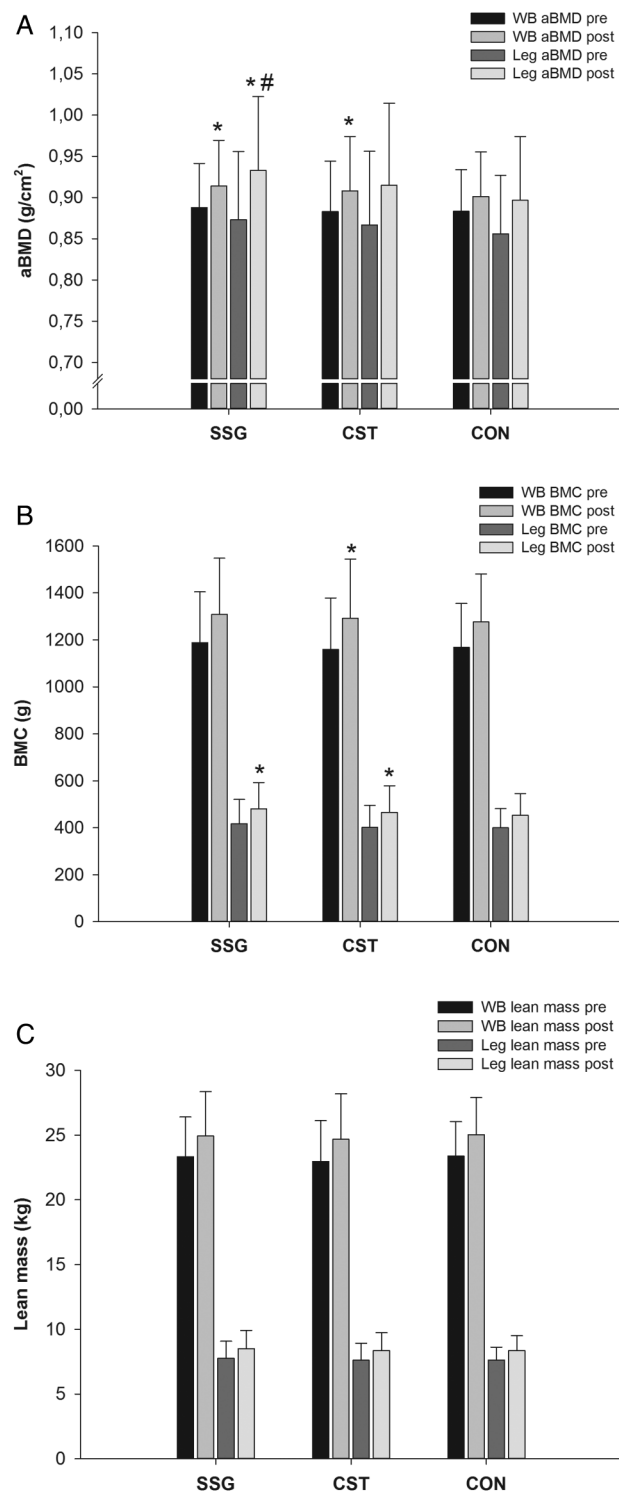 A
WB aBMD pre
WB aBMD post
Leg aBMD pre
Leg aBMD post
aBMD (g/cm²)
1,10
1,05
1,00
0,95
0,90
0,85
0,80
0,75
0,70
0,00
*
* #
*
SSG CST CON
B
WB BMC pre
WB BMC post
Leg BMC pre
Leg BMC post
BMC (g)
1600
1400
1200
1000
800
600
400
200
0
*
*
*
SSG CST CON
C
WB lean mass pre
WB lean mass post
Leg lean mass pre
Leg lean mass post
Lean mass (kg)
30
25
20
15
10
5
0
SSG CST CON